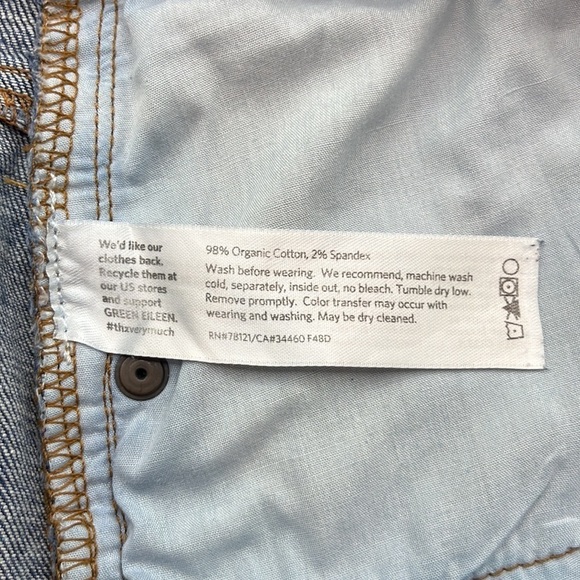 We'd like our
clothes back.
Recycle them at
our US stores
and support
GREEN EILEEN.
#thxverymuch
98% Organic Cotton, 2% Spandex
Wash before wearing. We recommend, machine wash
cold, separately, inside out, no bleach. Tumble dry low.
Remove promptly. Color transfer may occur with
wearing and washing. May be dry cleaned.
RN#78121/CA#34460 F48D